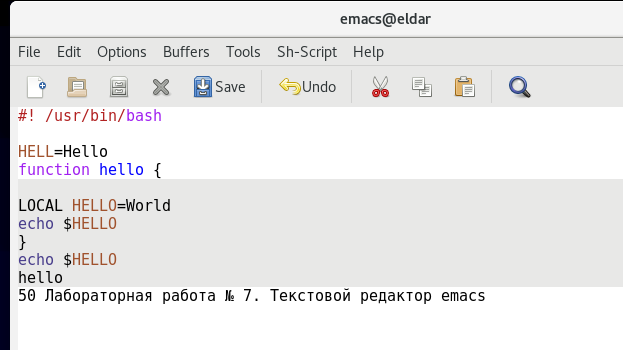 emacs@eldar
File Edit Options Buffers Tools Sh-Script Help
Save Undo
#! /usr/bin/bash
HELL=Hello
function hello {
LOCAL HELLO=World
echo $HELLO
}
echo $HELLO
hello
50 Лабораторная работа № 7. Текстовой редактор emacs